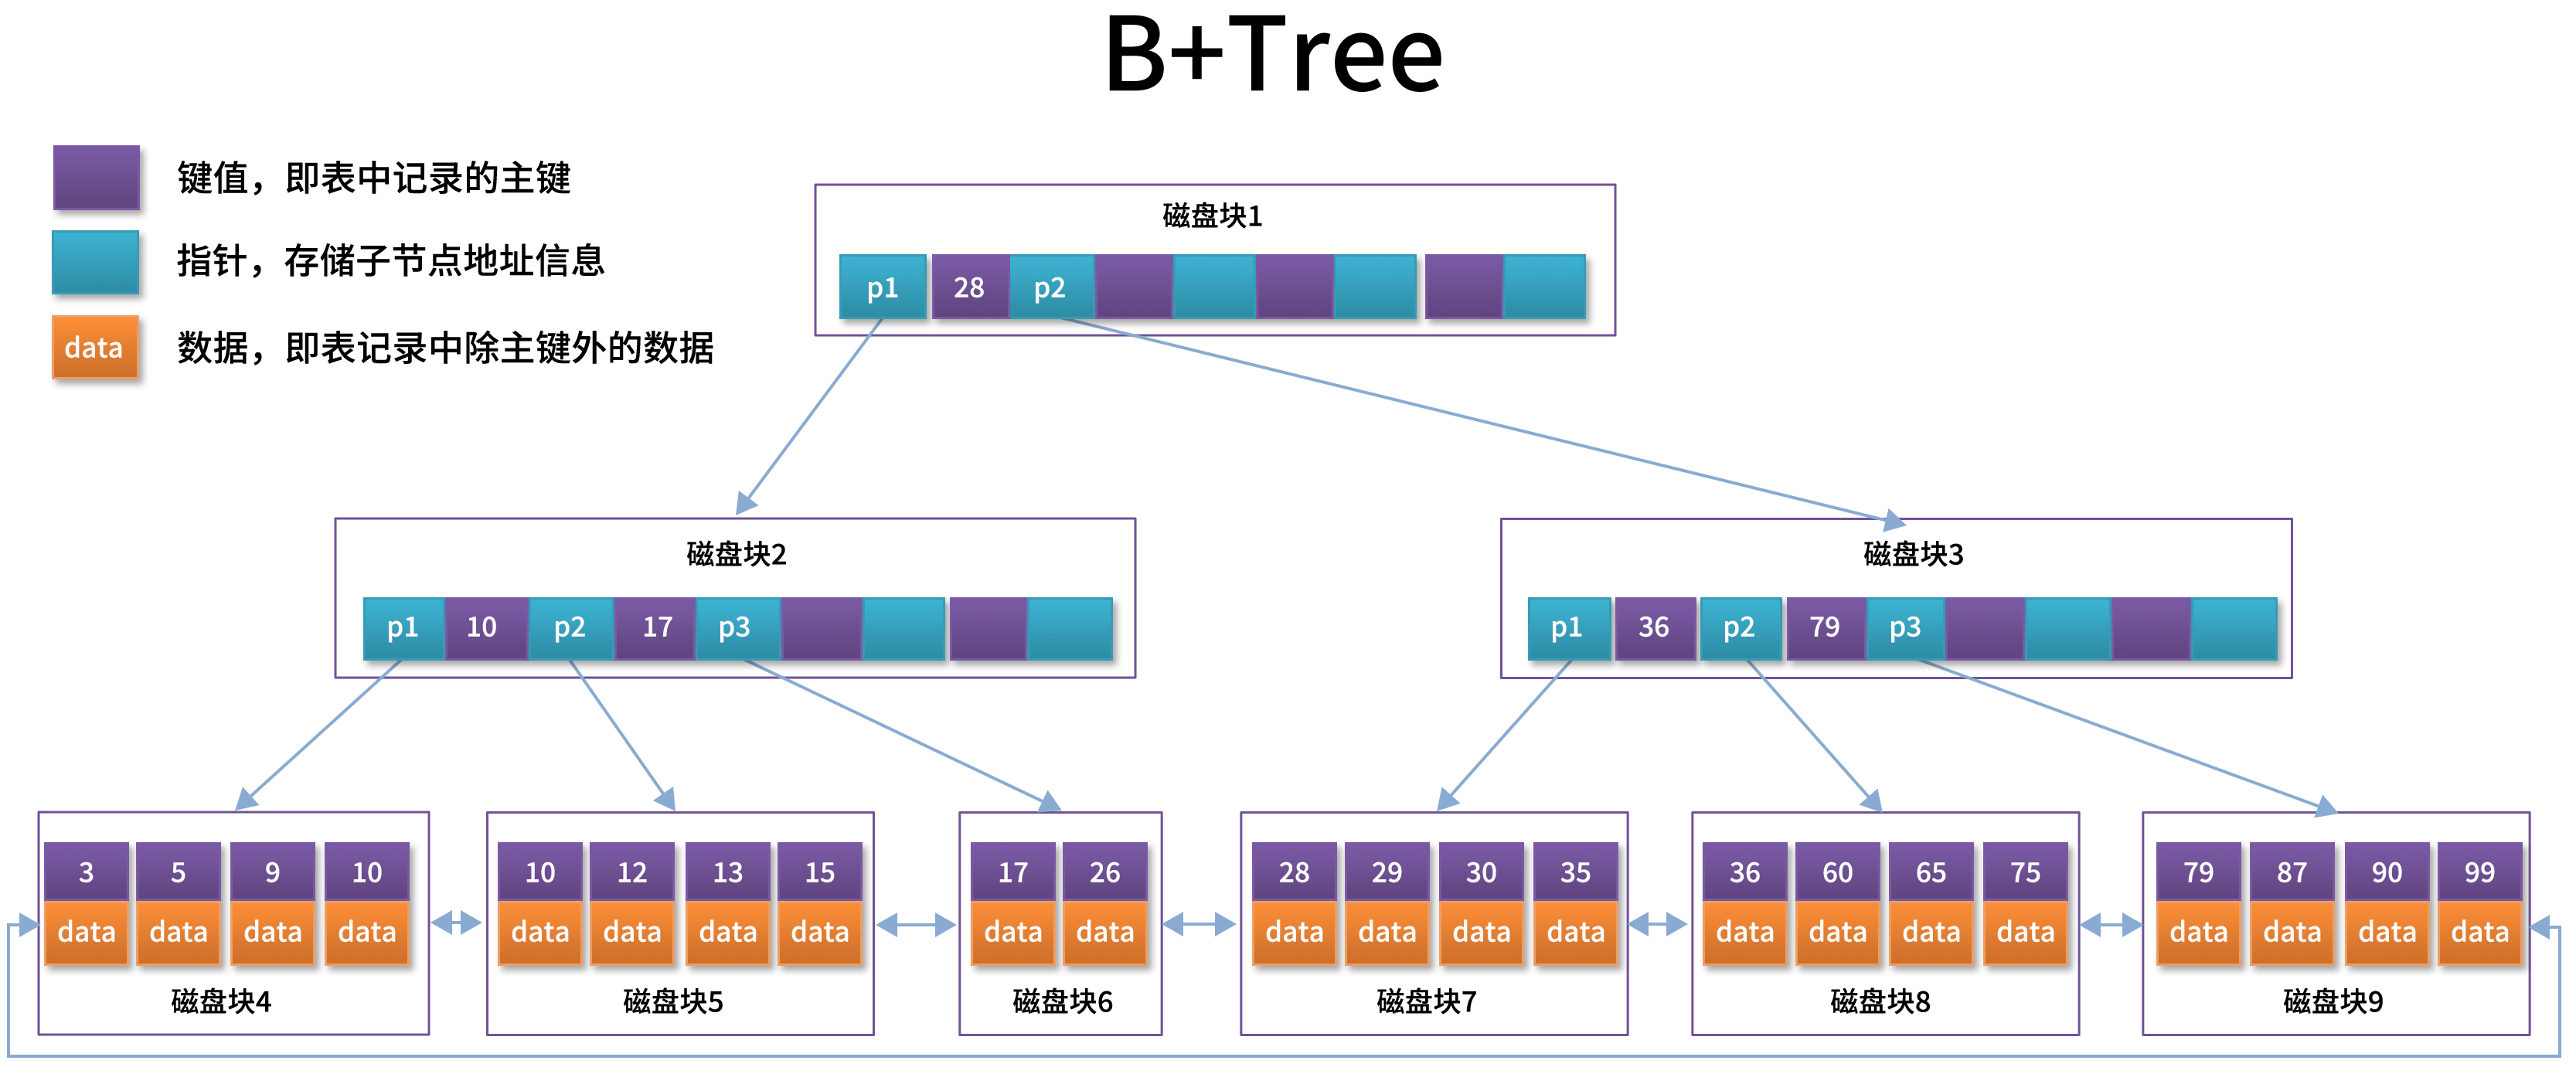 B+Tree
键值，即表中记录的主键
指针，存储子节点地址信息
data 数据，即表记录中除主键外的数据
磁盘块1
p1 28 p2
磁盘块2
p1 10 p2 17 p3
磁盘块3
p1 36 p2 79 p3
3 5 9 10
data data data data
磁盘块4
10 12 13 15
data data data data
磁盘块5
17 26
data data
磁盘块6
28 29 30 35
data data data data
磁盘块7
36 60 65 75
data data data data
磁盘块8
79 87 90 99
data data data data
磁盘块9